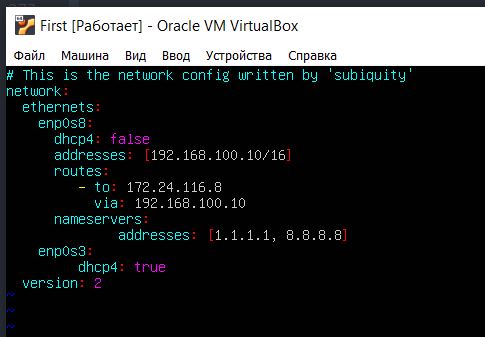 First [Работает] - Oracle VM VirtualBox
Файл Машина Вид Ввод Устройства Справка
# This is the network config written by 'subiquity'
network:
  ethernets:
    enp0s8:
      dhcp4: false
      addresses: [192.168.100.10/16]
      routes:
         - to: 172.24.116.8
           via: 192.168.100.10
      nameservers:
              addresses: [1.1.1.1, 8.8.8.8]
    enp0s3:
         dhcp4: true
  version: 2
~
~
~